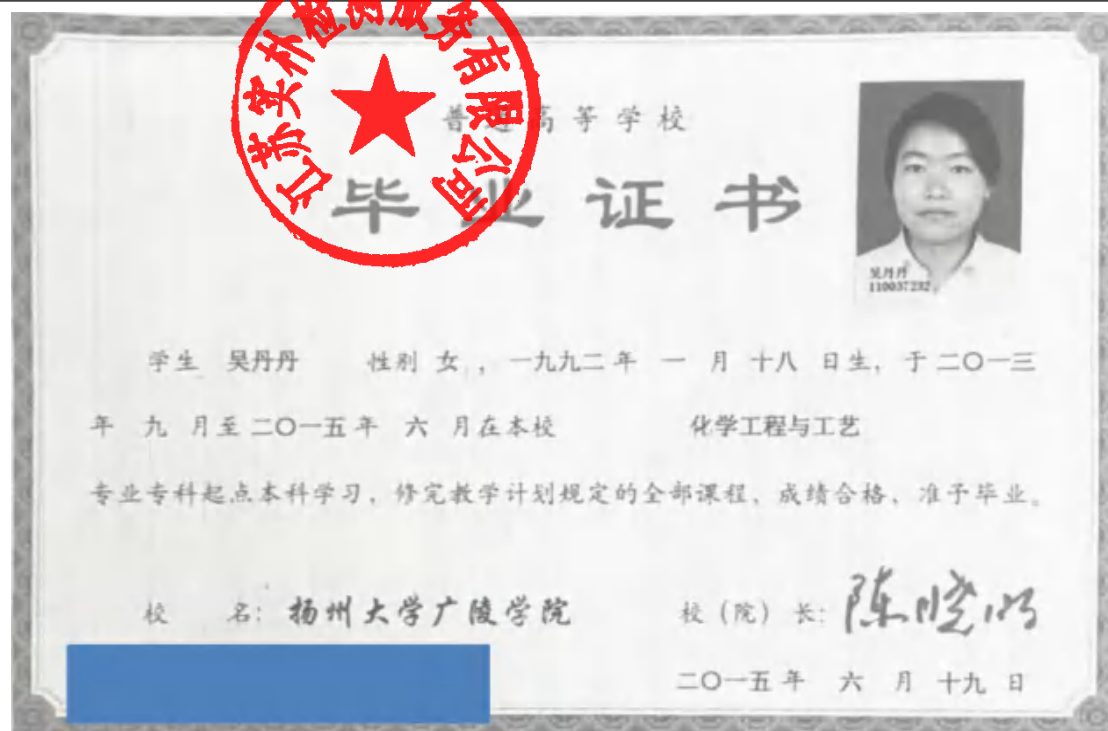 江苏实朴检测服务有限公司
普通高等学校
毕业证书
吴丹丹
110037232
学生 吴丹丹 性别 女，一九九二年 一 月 十八 日生，于二〇一三
年 九 月至二〇一五年 六 月在本校 化学工程与工艺
专业专科起点本科学习，修完教学计划规定的全部课程，成绩合格，准予毕业。
校 名：扬州大学广陵学院 校（院）长：陈晓明
二〇一五年 六 月 十九 日